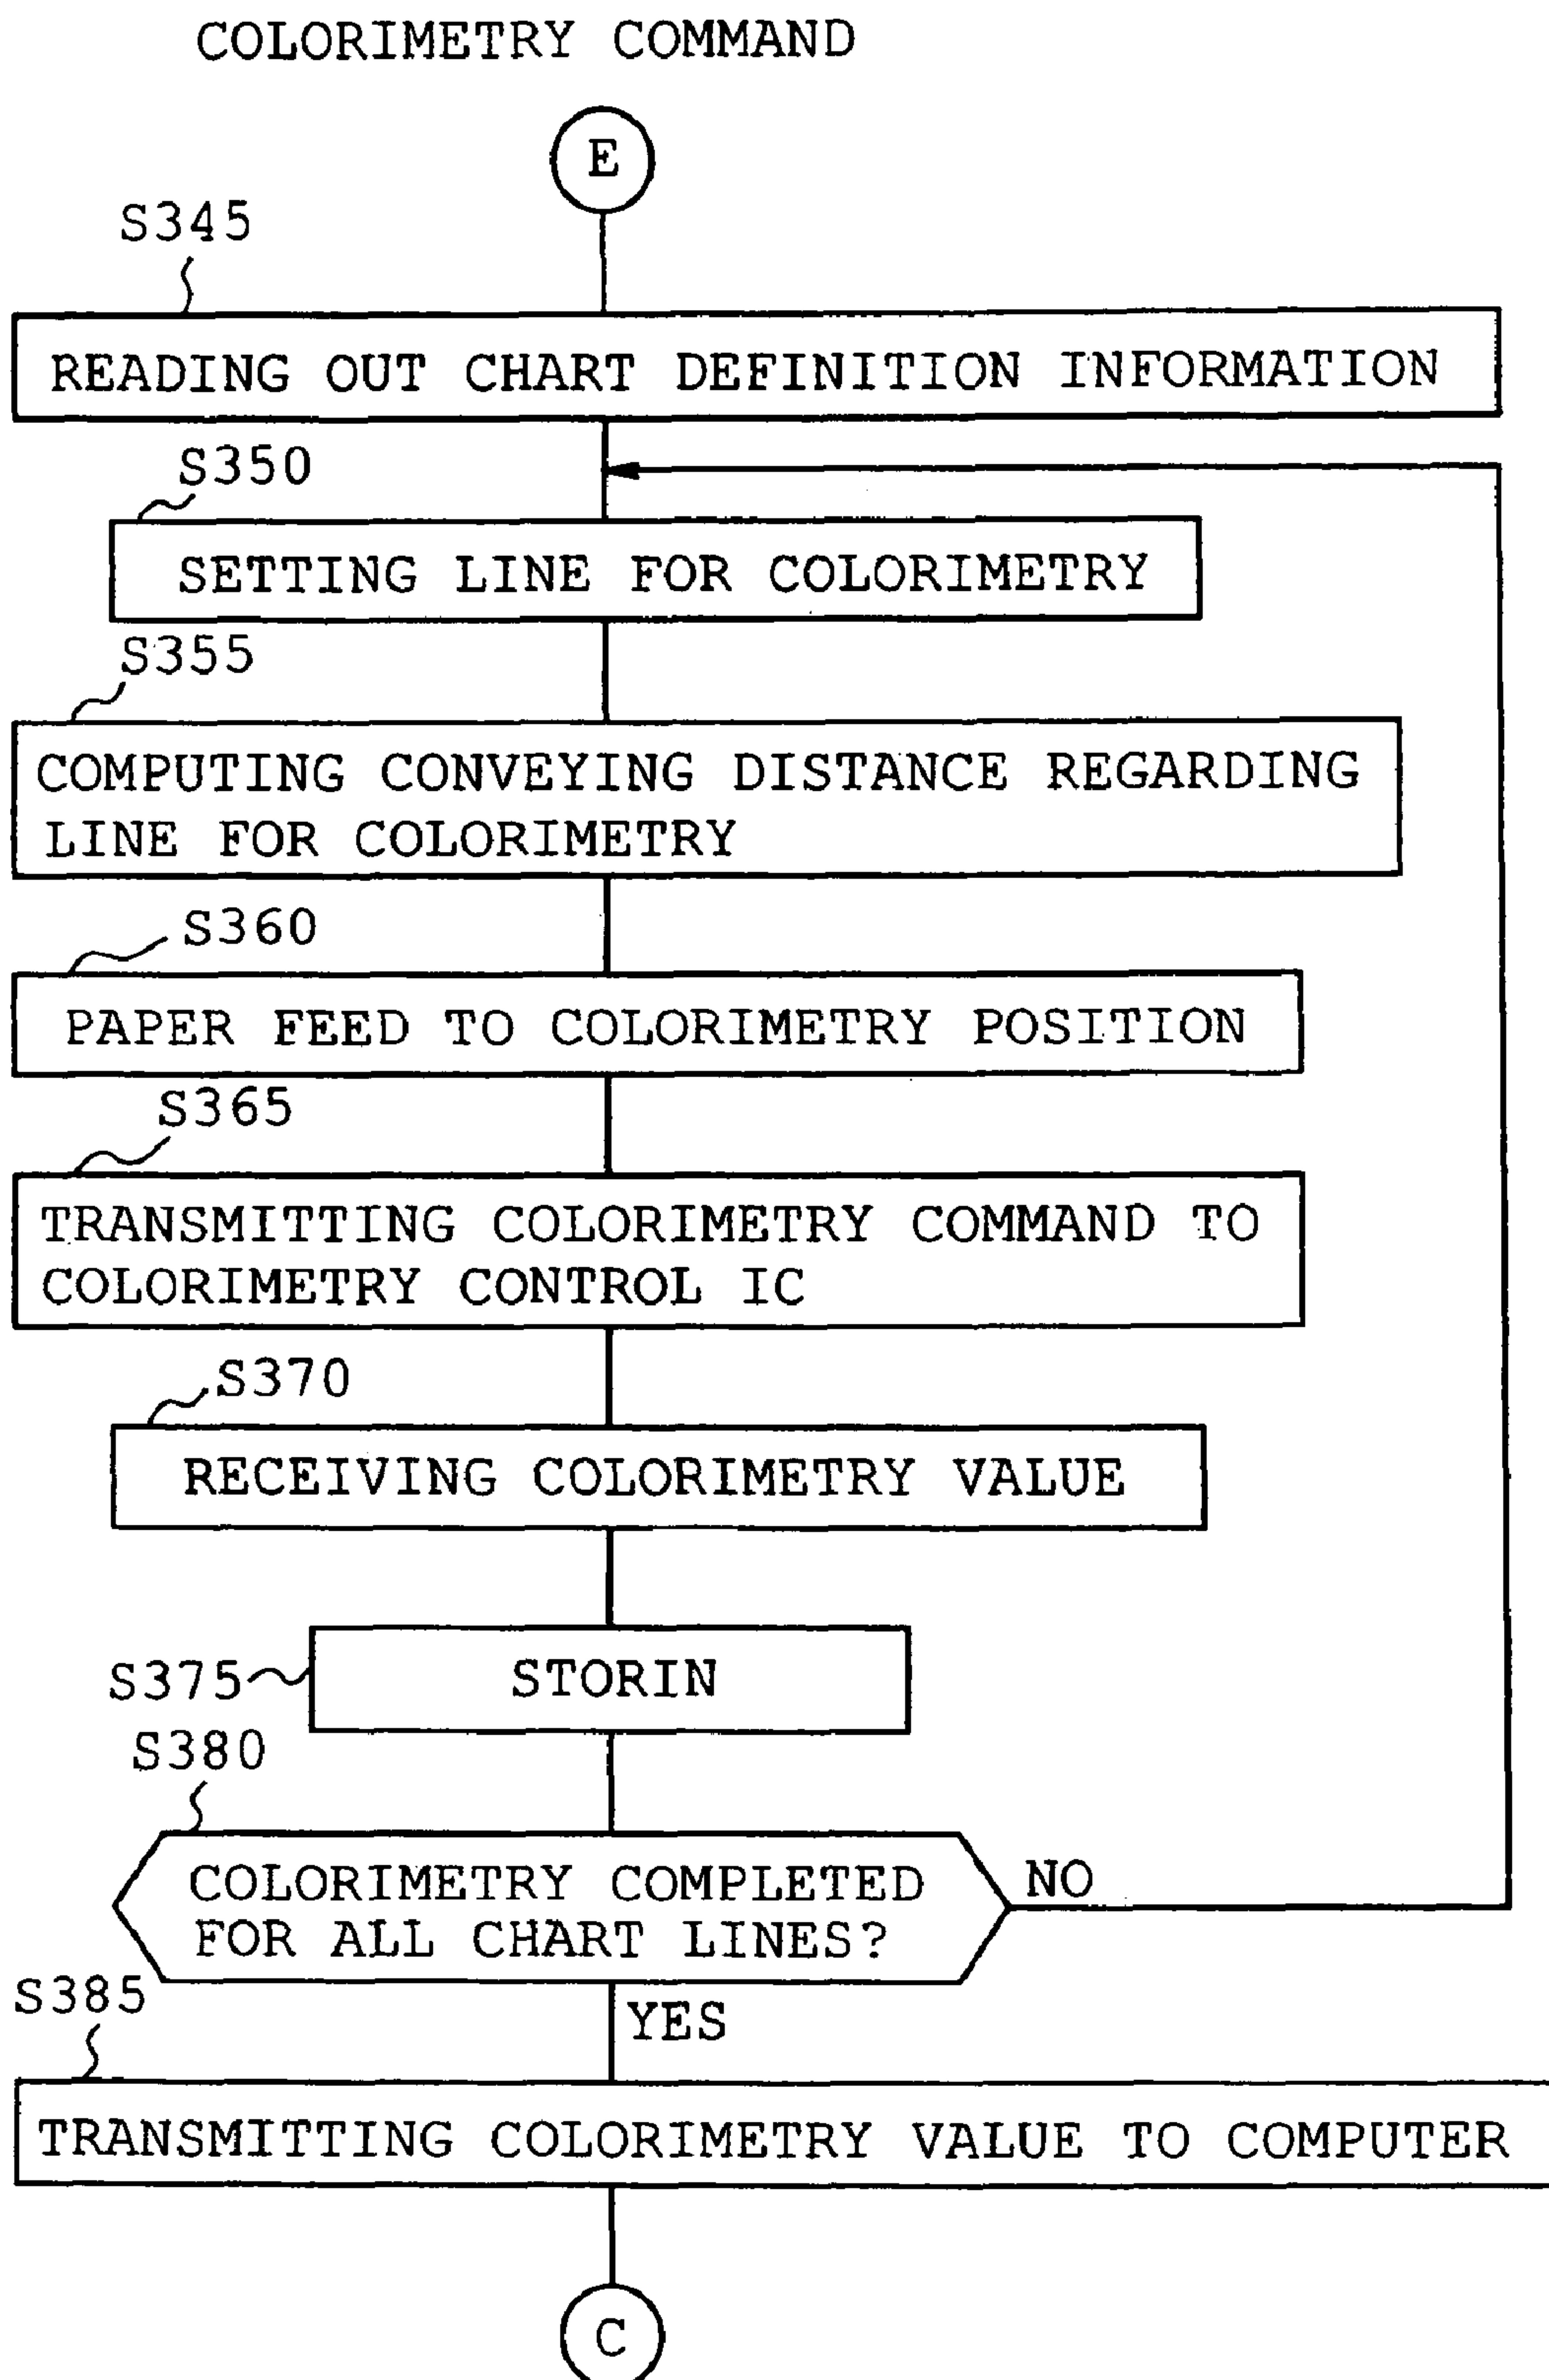 COLORIMETRY COMMAND
E
S345
READING OUT CHART DEFINITION INFORMATION
S350
SETTING LINE FOR COLORIMETRY
S355
COMPUTING CONVEYING DISTANCE REGARDING
LINE FOR COLORIMETRY
S360
PAPER FEED TO COLORIMETRY POSITION
S365
TRANSMITTING COLORIMETRY COMMAND TO
COLORIMETRY CONTROL IC
S370
RECEIVING COLORIMETRY VALUE
S375
STORIN
S380
COLORIMETRY COMPLETED
FOR ALL CHART LINES?
NO
YES
S385
TRANSMITTING COLORIMETRY VALUE TO COMPUTER
C